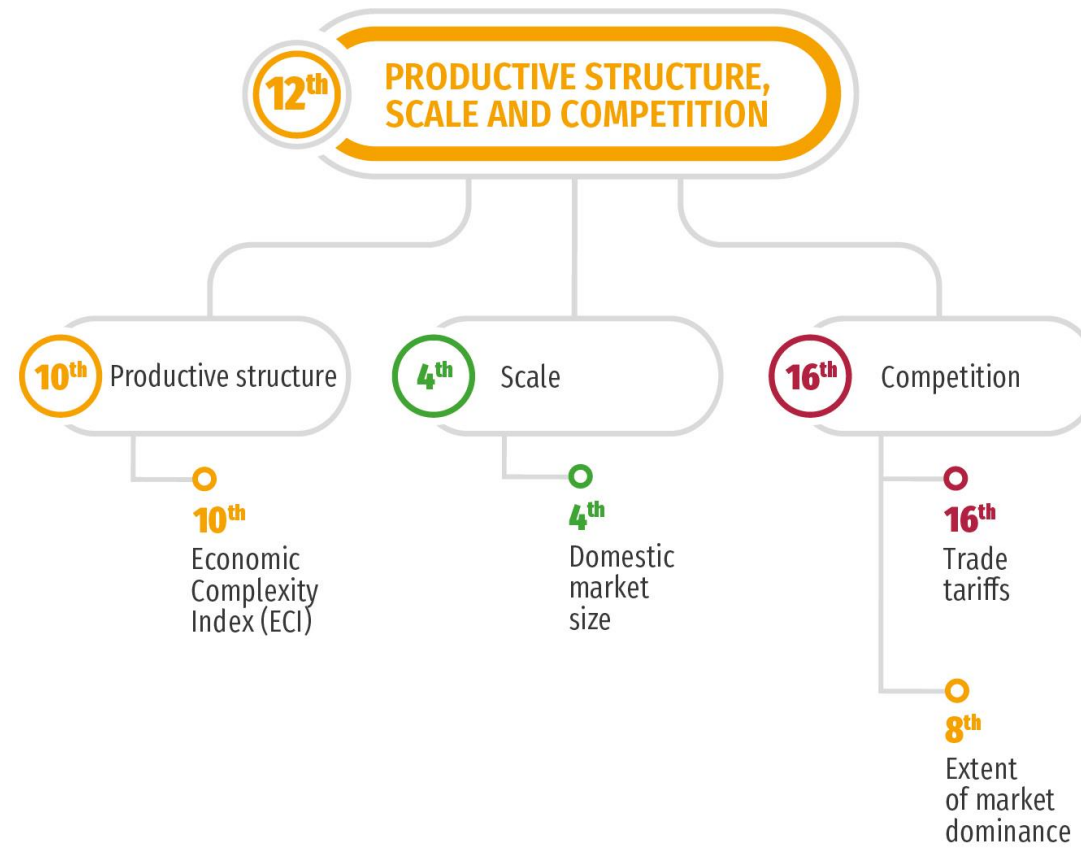 12th
PRODUCTIVE STRUCTURE,
SCALE AND COMPETITION
10th
Productive structure
4th
Scale
16th
Competition
10th
Economic
Complexity
Index (ECI)
4th
Domestic
market
size
16th
Trade
tariffs
8th
Extent
of market
dominance